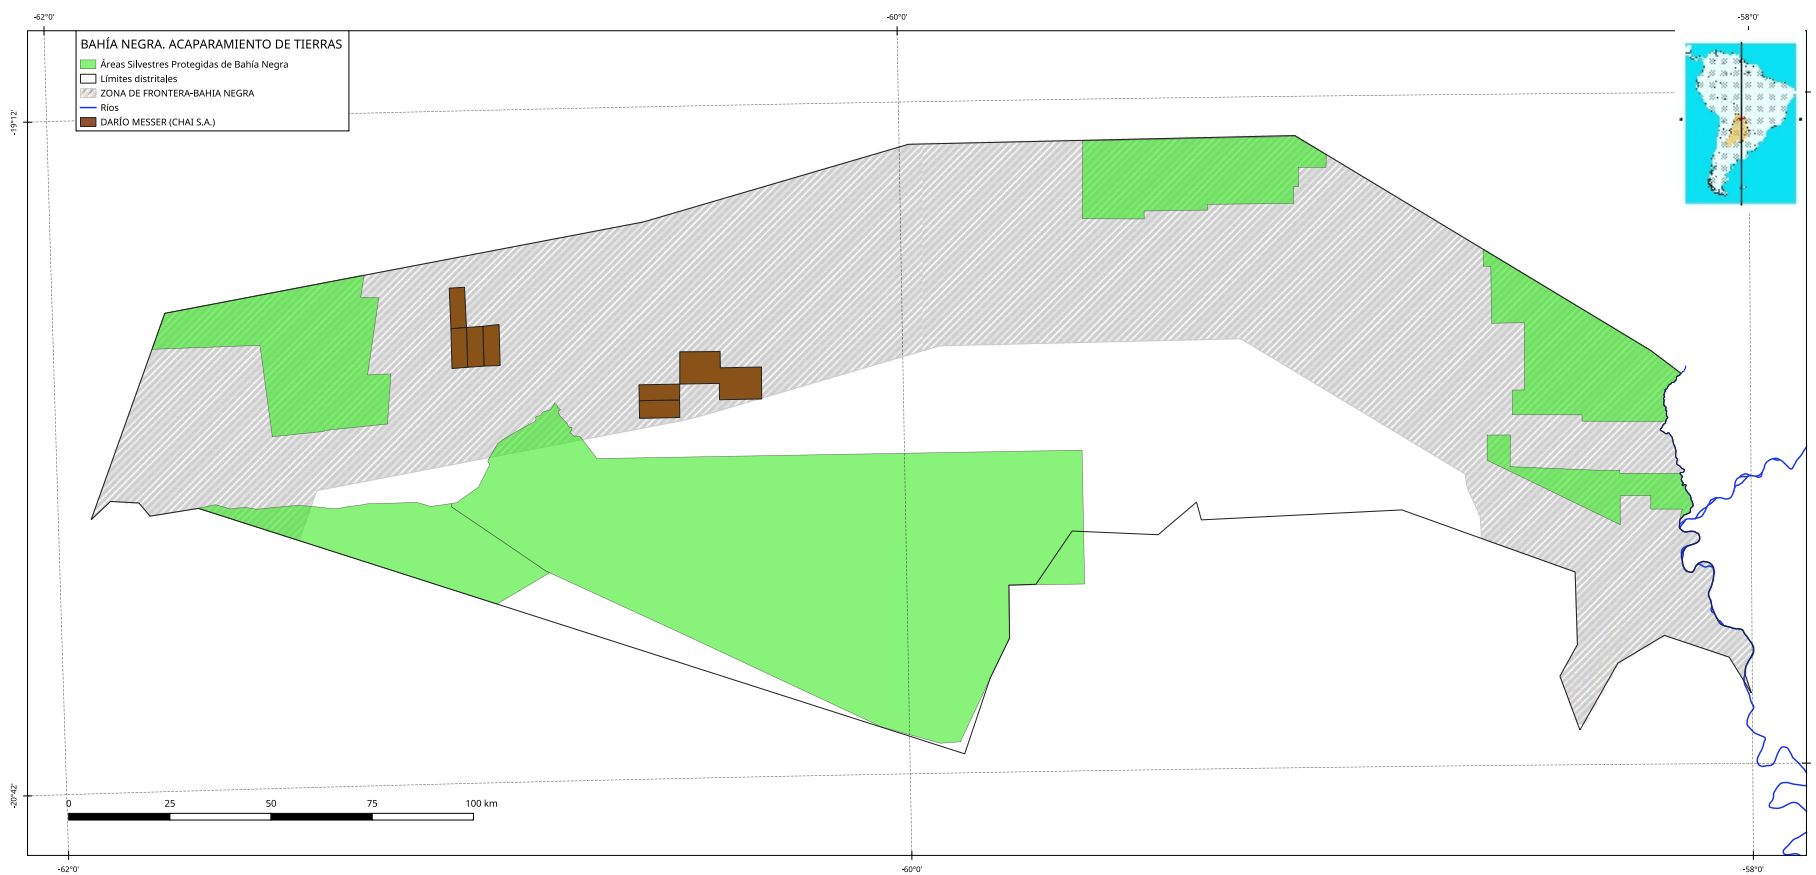 -62°0' -60°0' -58°0'
BAHÍA NEGRA. ACAPARAMIENTO DE TIERRAS
Áreas Silvestres Protegidas de Bahía Negra
Límites distritales
ZONA DE FRONTERA-BAHIA NEGRA
Ríos
DARÍO MESSER (CHAI S.A.)
-19°12'
-20°42'
0 25 50 75 100 km
-62°0' -60°0' -58°0'